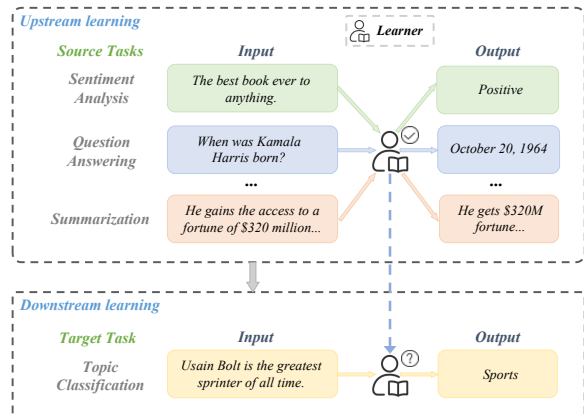 Upstream learning
Learner
Source Tasks
Input
Output
Sentiment
Analysis
The best book ever to
anything.
Positive
Question
Answering
When was Kamala
Harris born?
October 20, 1964
...
...
Summarization
He gains the access to a
fortune of $320 million...
He gets $320M
fortune...
Downstream learning
Target Task
Input
Output
Topic
Classification
Usain Bolt is the greatest
sprinter of all time.
?
Sports